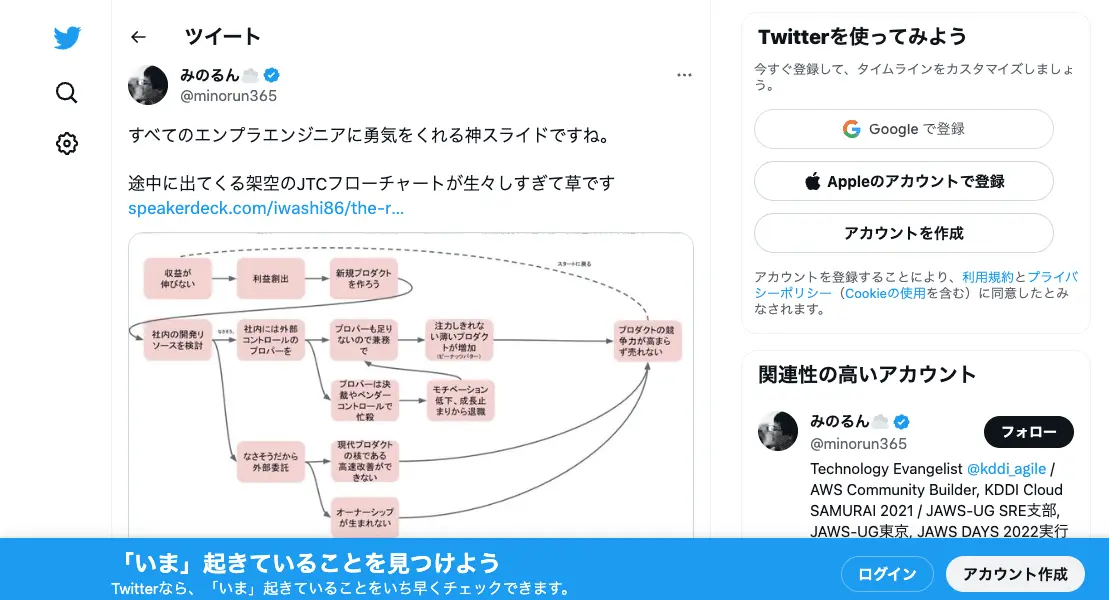 ツイート
みのるん☁️
@minorun365
すべてのエンプラエンジニアに勇気をくれる神スライドですね。
途中に出てくる架空のJTCフローチャートが生々しすぎて草です
speakerdeck.com/iwashi86/the-r...
スタートに戻る
収益が
伸びない
利益創出
新規プロダクト
を作ろう
社内の開発リ
ソースを検討
なさそう。
社内には外部
コントロールの
プロパーを
プロパーも足り
ないので兼務
で
注力しきれな
い薄いプロダク
トが増加
(ピーナッツバター)
プロダクトの競
争力が高まら
ず売れない
プロパーは決
裁やベンダー
コントロールで
忙殺
モチベーション
低下、成長止
まりから退職
なさそうだから
外部委託
現代プロダクト
の核である
高速改善がで
きない
オーナーシップ
が生まれない
Twitterを使ってみよう
今すぐ登録して、タイムラインをカスタマイズしましょ
う。
Google で登録
Appleのアカウントで登録
アカウントを作成
アカウントを登録することにより、利用規約とプライバ
シーポリシー（Cookieの使用を含む）に同意したとみ
なされます。
関連性の高いアカウント
みのるん☁️
@minorun365
フォロー
Technology Evangelist @kddi_agile /
AWS Community Builder, KDDI Cloud
SAMURAI 2021 / JAWS-UG SRE支部,
JAWS-UG東京, JAWS DAYS 2022実行
「いま」起きていることを見つけよう
Twitterなら、「いま」起きていることをいち早くチェックできます。
ログイン
アカウント作成